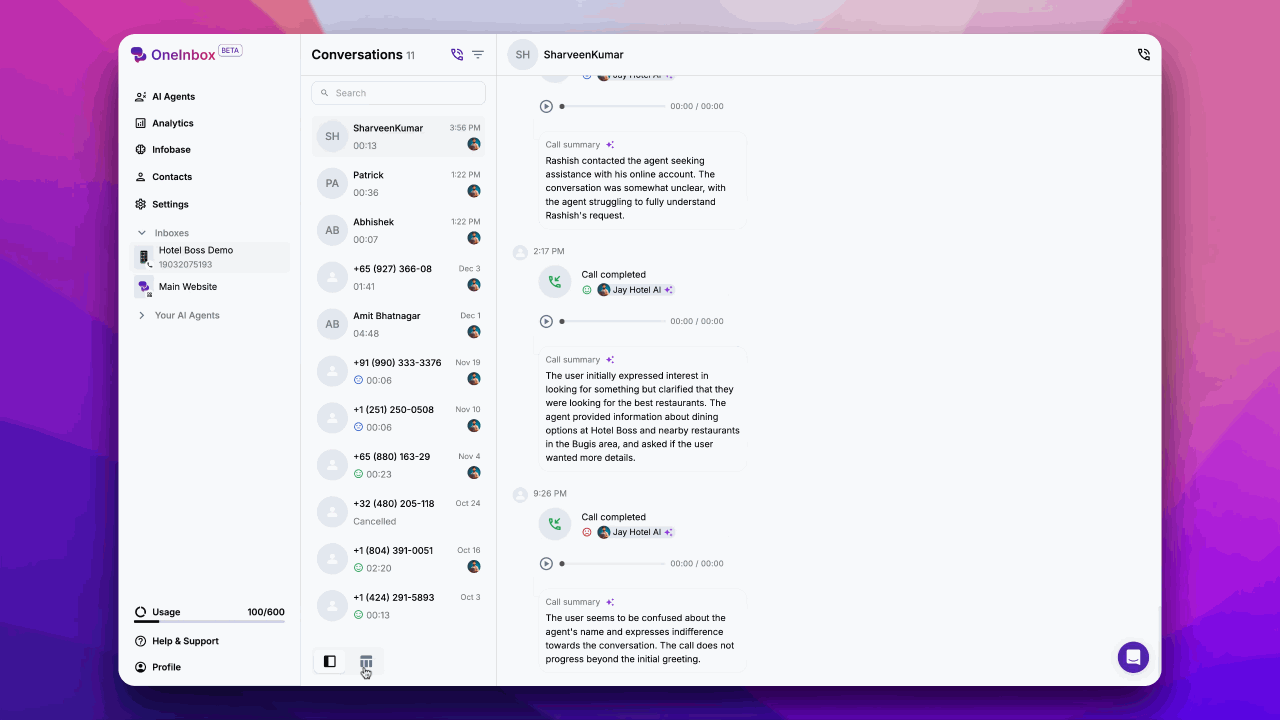 OneInbox BETA
AI Agents
Analytics
Infobase
Contacts
Settings
Inboxes
Hotel Boss Demo
19032075193
Main Website
Your AI Agents
Usage 100/600
Help & Support
Profile
Conversations 11
Search
SH SharveenKumar 3:56 PM
00:13
PA Patrick 1:22 PM
00:36
AB Abhishek 1:22 PM
00:07
+65 (927) 366-08 Dec 3
01:41
AB Amit Bhatnagar Dec 1
04:48
+91 (990) 333-3376 Nov 19
00:06
+1 (251) 250-0508 Nov 10
00:06
+65 (880) 163-29 Nov 4
00:23
+32 (480) 205-118 Oct 24
Cancelled
+1 (804) 391-0051 Oct 16
02:20
+1 (424) 291-5893 Oct 3
00:13
SH SharveenKumar
Jay Hotel AI
00:00 / 00:00
Call summary
Rashish contacted the agent seeking
assistance with his online account. The
conversation was somewhat unclear, with
the agent struggling to fully understand
Rashish's request.
2:17 PM
Call completed
Jay Hotel AI
00:00 / 00:00
Call summary
The user initially expressed interest in
looking for something but clarified that they
were looking for the best restaurants. The
agent provided information about dining
options at Hotel Boss and nearby restaurants
in the Bugis area, and asked if the user
wanted more details.
9:26 PM
Call completed
Jay Hotel AI
00:00 / 00:00
Call summary
The user seems to be confused about the
agent's name and expresses indifference
towards the conversation. The call does not
progress beyond the initial greeting.